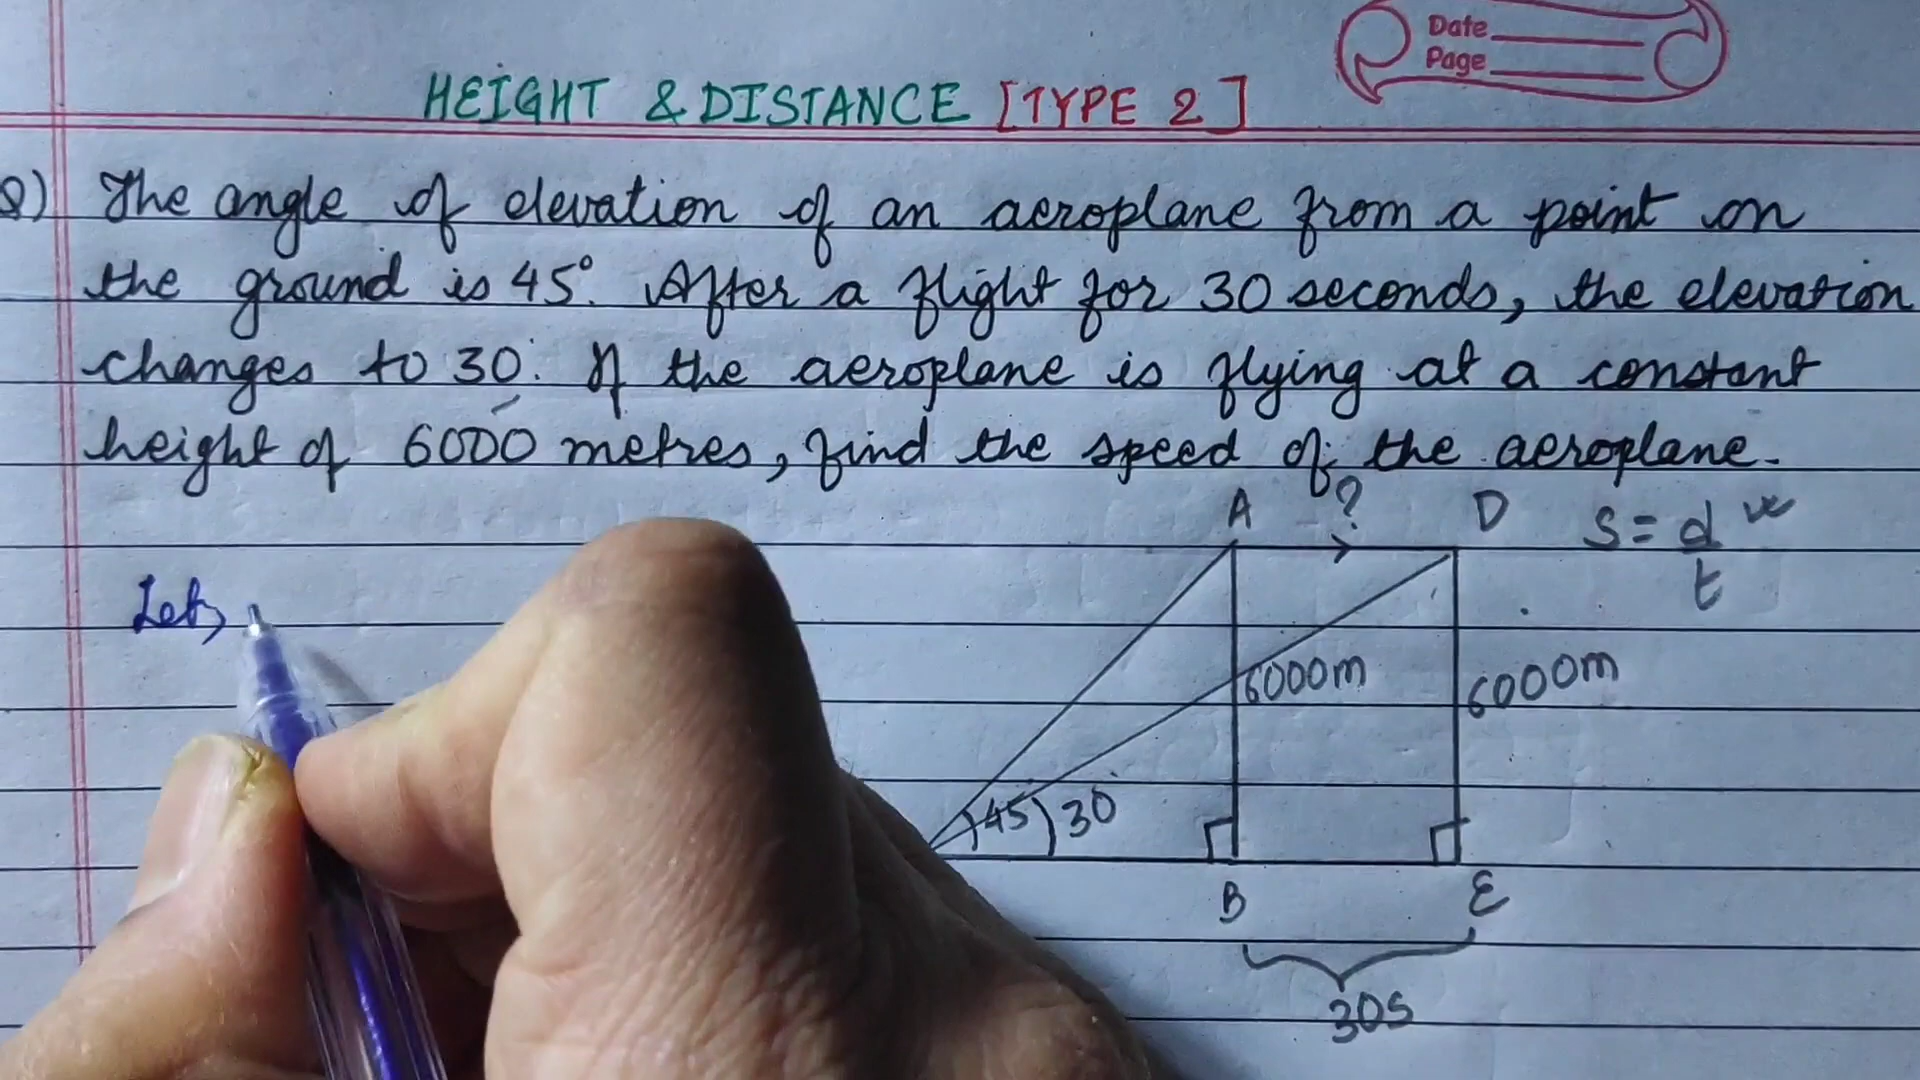 Date
Page
HEIGHT & DISTANCE [TYPE 2]
Q) The angle of elevation of an aeroplane from a point on
the ground is 45°. After a flight for 30 seconds, the elevation
changes to 30°. If the aeroplane is flying at a constant
height of 6000 metres, find the speed of the aeroplane.
A ? D S = d/t
Let,
6000m 6000m
45 30
B E
30s